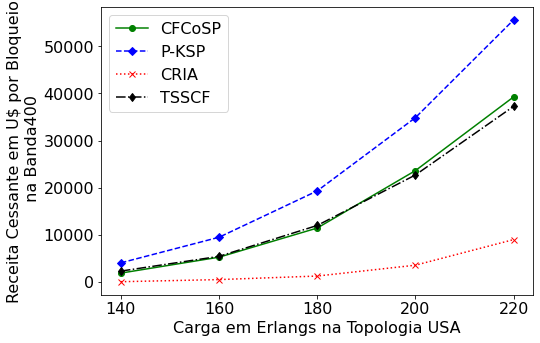 Receita Cessante em U$ por Bloqueio
na Banda400
50000
40000
30000
20000
10000
0
CFCoSP
P-KSP
CRIA
TSSCF
140 160 180 200 220
Carga em Erlangs na Topologia USA